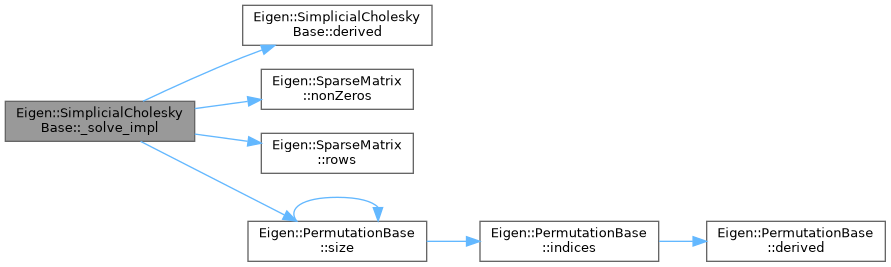 Eigen::SimplicialCholesky
Base::_solve_impl
Eigen::SimplicialCholesky
Base::derived
Eigen::SparseMatrix
::nonZeros
Eigen::SparseMatrix
::rows
Eigen::PermutationBase
::size
Eigen::PermutationBase
::indices
Eigen::PermutationBase
::derived